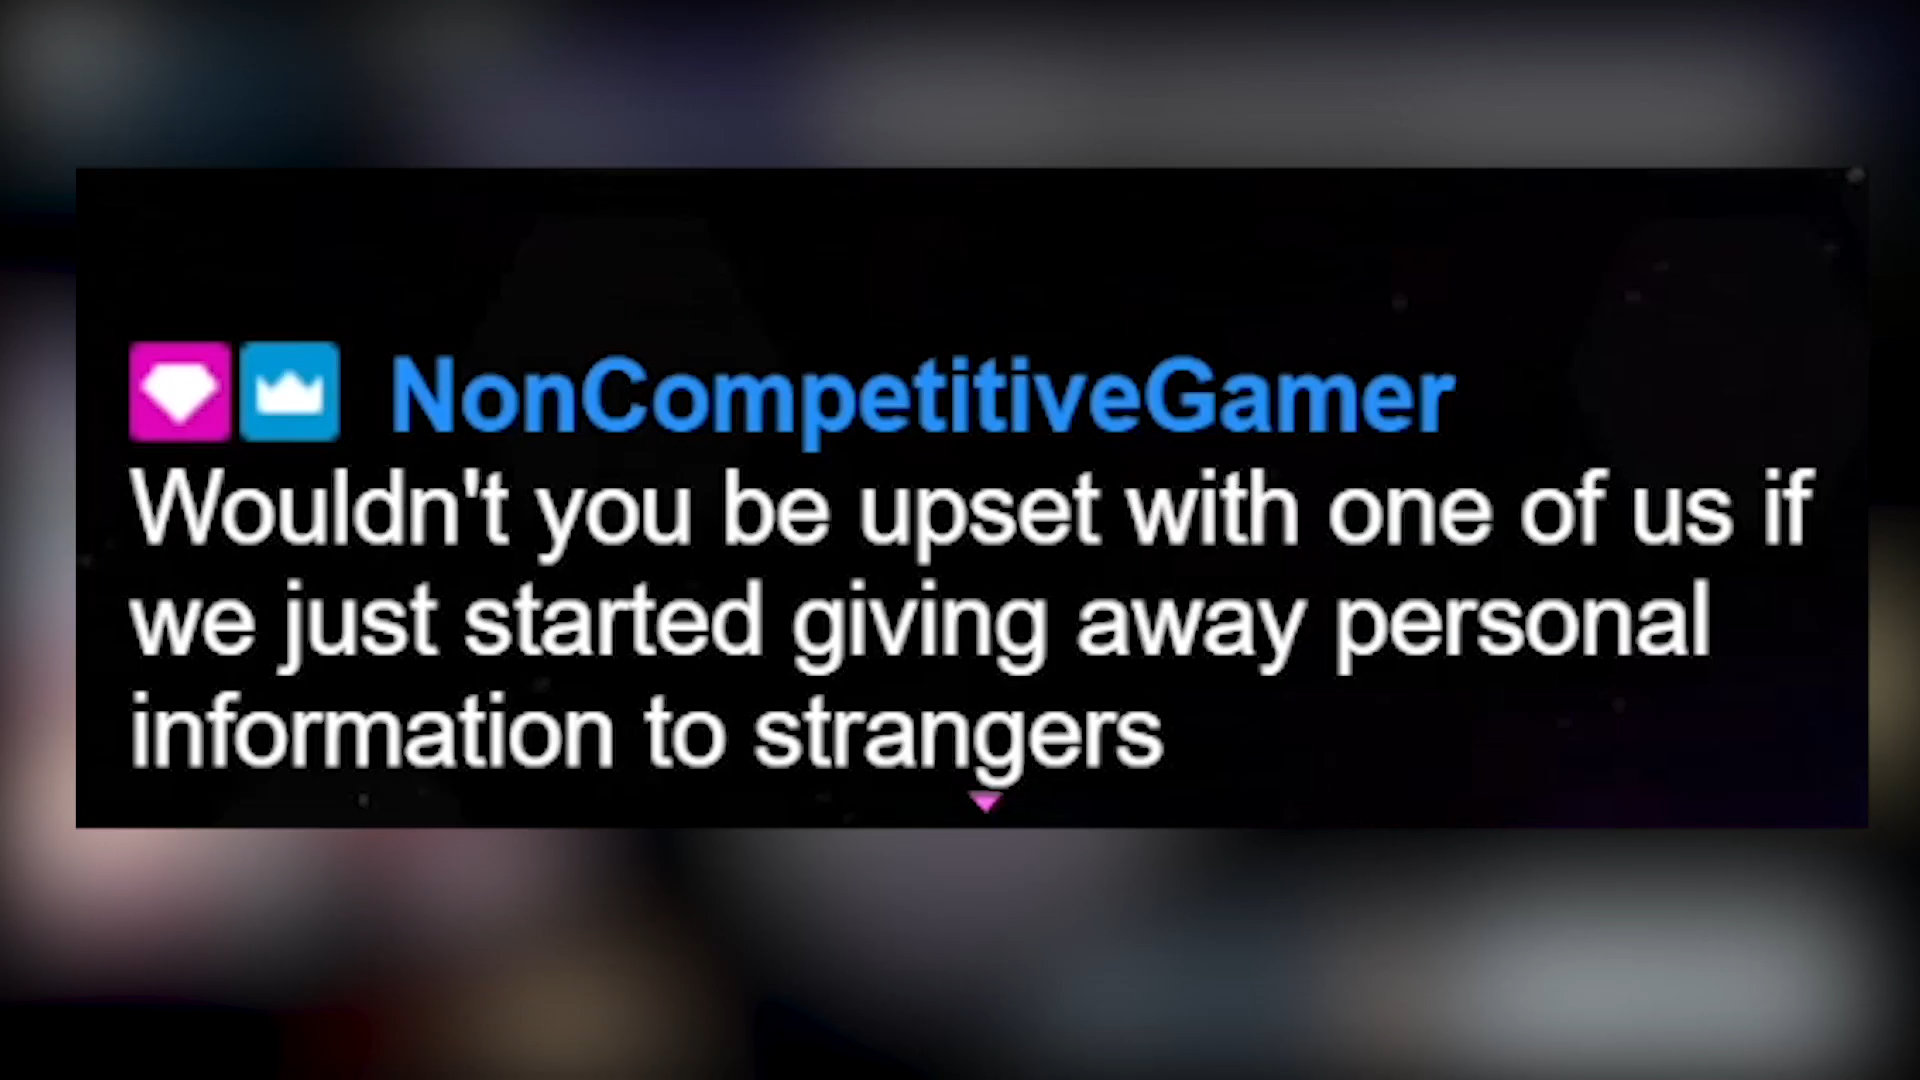 NonCompetitiveGamer
Wouldn't you be upset with one of us if
we just started giving away personal
information to strangers